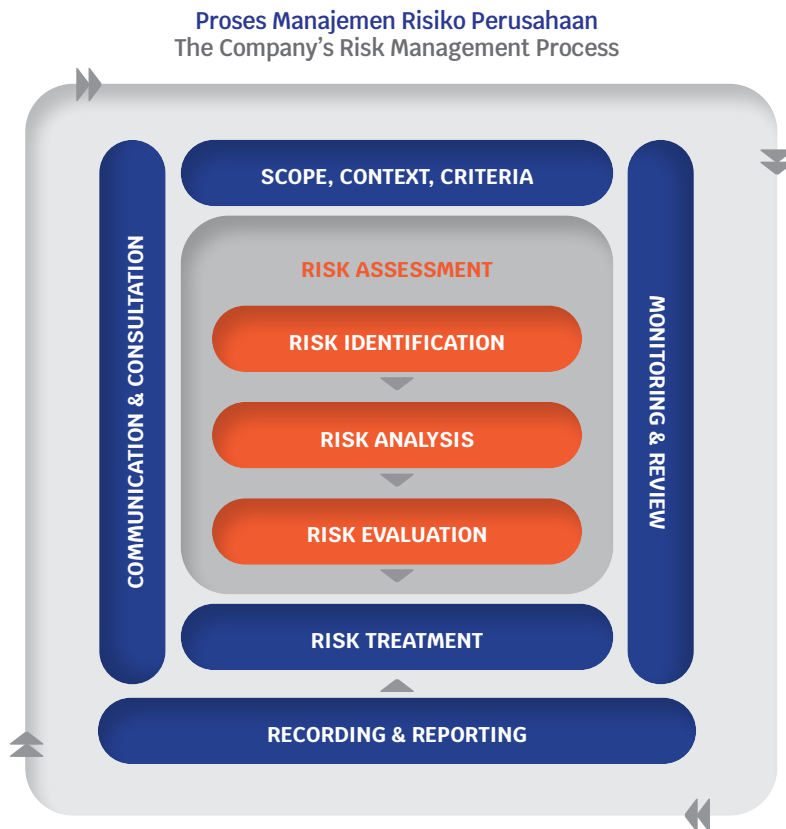 Proses Manajemen Risiko Perusahaan
The Company's Risk Management Process
SCOPE, CONTEXT, CRITERIA
COMMUNICATION & CONSULTATION
RISK ASSESSMENT
RISK IDENTIFICATION
RISK ANALYSIS
RISK EVALUATION
MONITORING & REVIEW
RISK TREATMENT
RECORDING & REPORTING